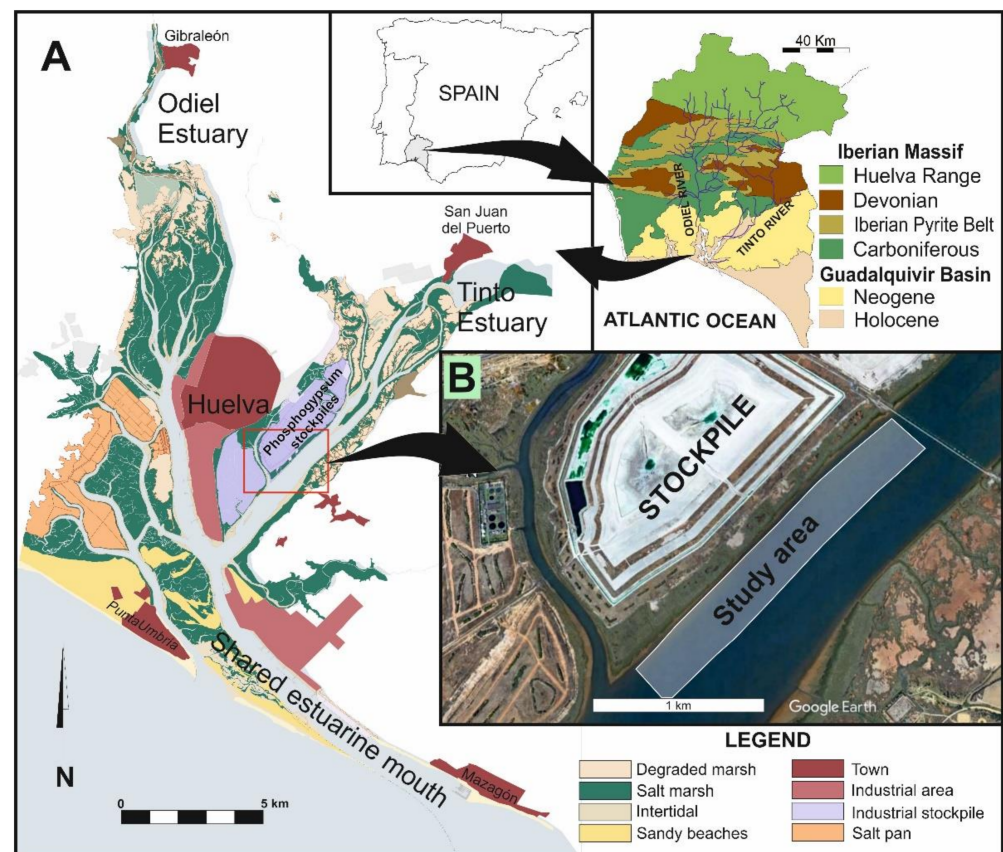 A
Gibraleón
Odiel
Estuary
SPAIN
40 Km
ODIEL RIVER
TINTO RIVER
ATLANTIC OCEAN
Iberian Massif
Huelva Range
Devonian
Iberian Pyrite Belt
Carboniferous
Guadalquivir Basin
Neogene
Holocene
San Juan
del Puerto
Tinto
Estuary
Huelva
Phosphogypsum
stockpiles
PuntaUmbría
Shared estuarine mouth
Mazagón
N
0 5 km
B
STOCKPILE
Study area
1 km
Google Earth
LEGEND
Degraded marsh
Salt marsh
Intertidal
Sandy beaches
Town
Industrial area
Industrial stockpile
Salt pan